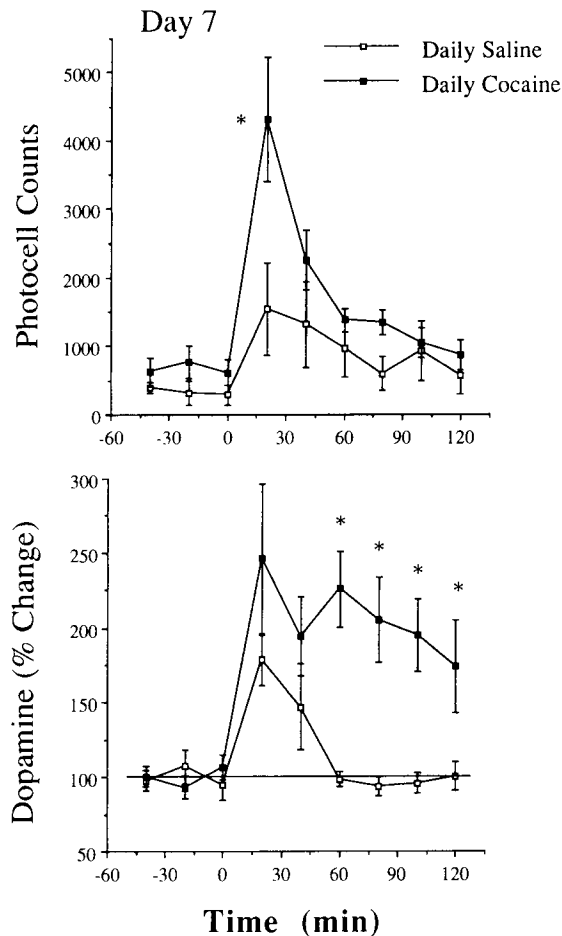 Day 7
Daily Saline
Daily Cocaine
Photocell Counts
5000
4000
3000
2000
1000
0
*
-60 -30 0 30 60 90 120
Dopamine (% Change)
300
250
200
150
100
50
* * * *
-60 -30 0 30 60 90 120
Time (min)